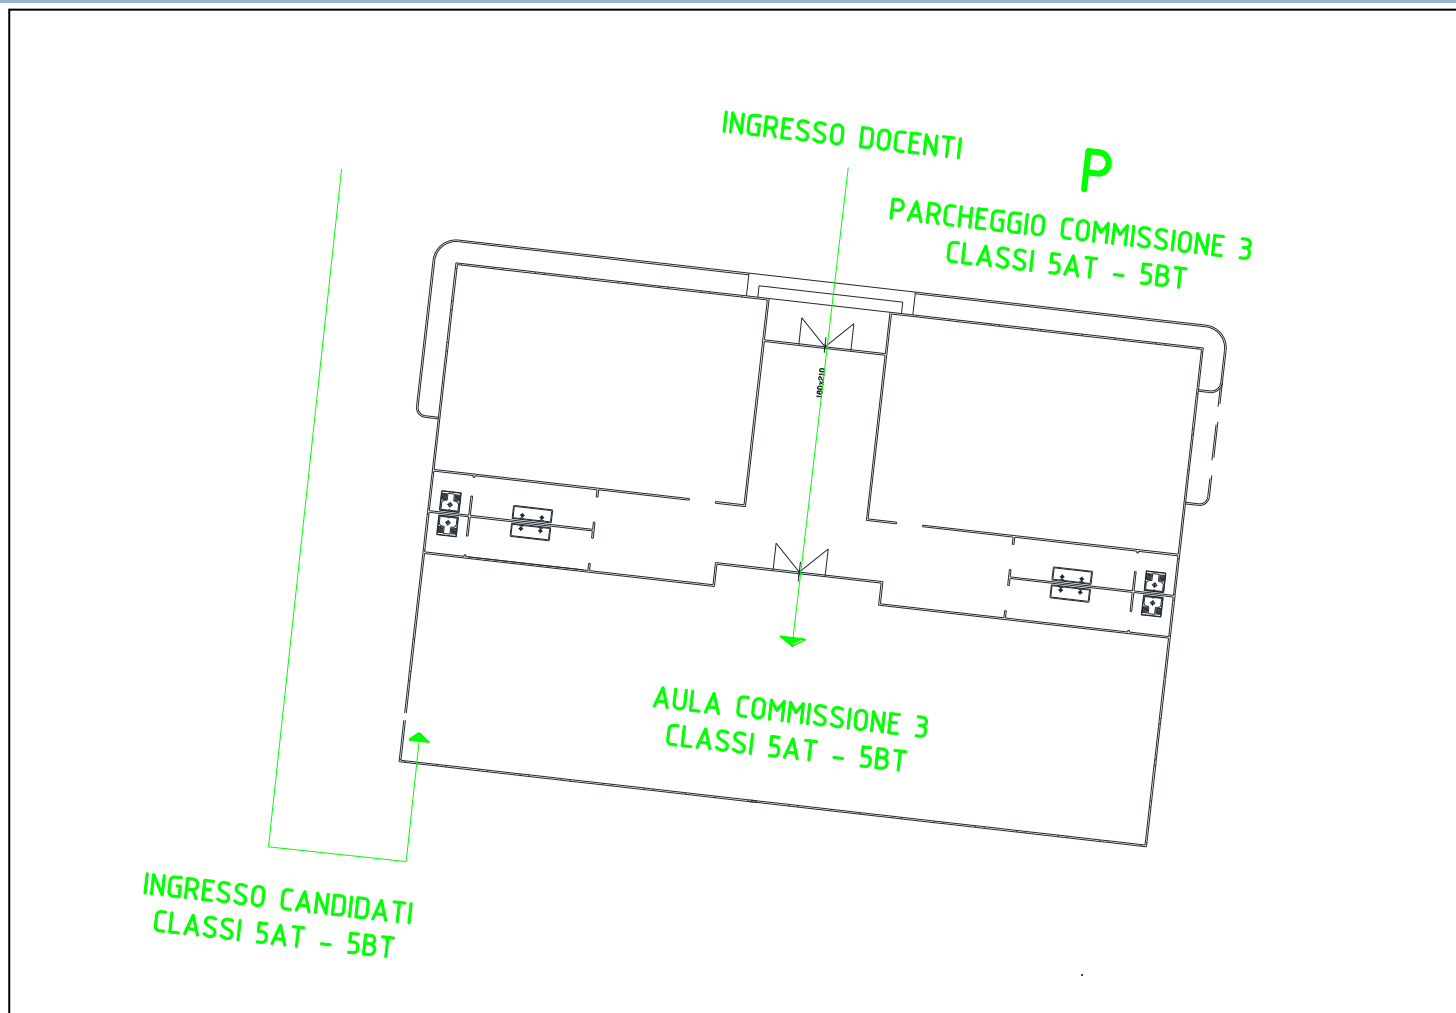 INGRESSO DOCENTI
P
PARCHEGGIO COMMISSIONE 3
CLASSI 5AT - 5BT
180x210
AULA COMMISSIONE 3
CLASSI 5AT - 5BT
INGRESSO CANDIDATI
CLASSI 5AT - 5BT